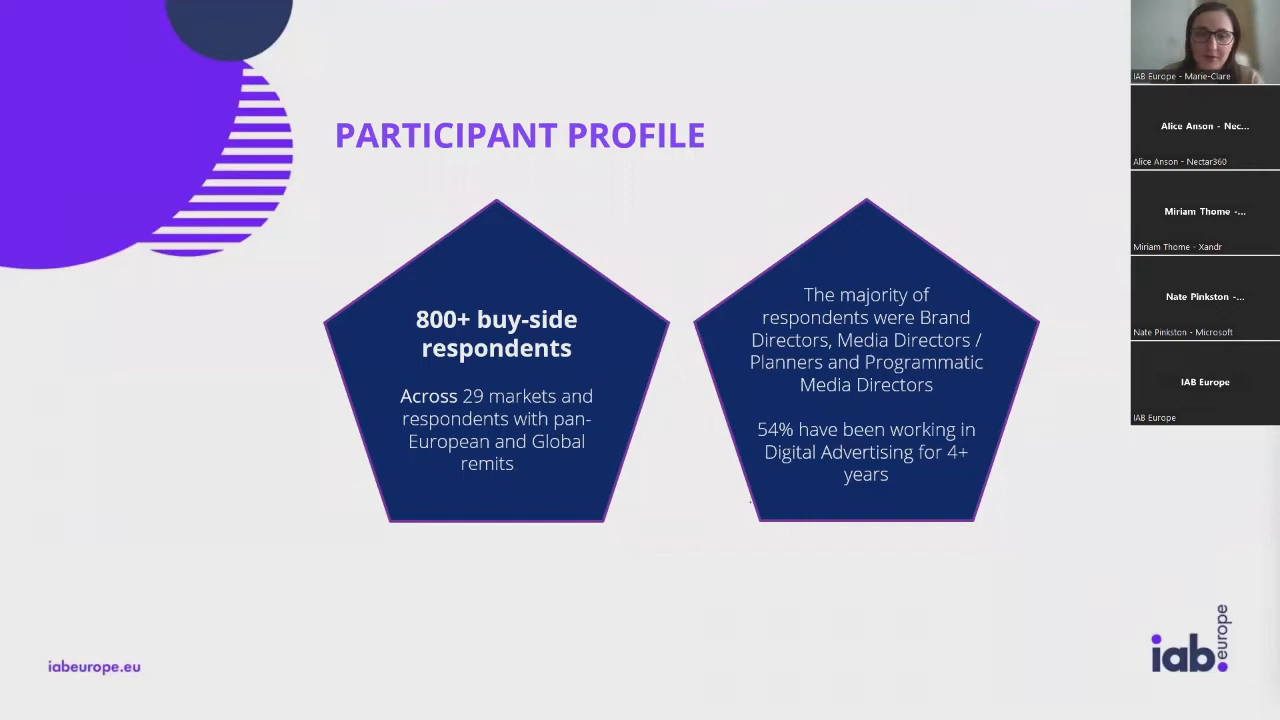 PARTICIPANT PROFILE
800+ buy-side
respondents
Across 29 markets and
respondents with pan-
European and Global
remits
The majority of
respondents were Brand
Directors, Media Directors /
Planners and Programmatic
Media Directors
54% have been working in
Digital Advertising for 4+
years
iabeurope.eu
iab.
europe
IAB Europe - Marie-Clare
Alice Anson - Nec...
Alice Anson - Nectar360
Miriam Thome -...
Miriam Thome - Xandr
Nate Pinkston -...
Nate Pinkston - Microsoft
IAB Europe
IAB Europe